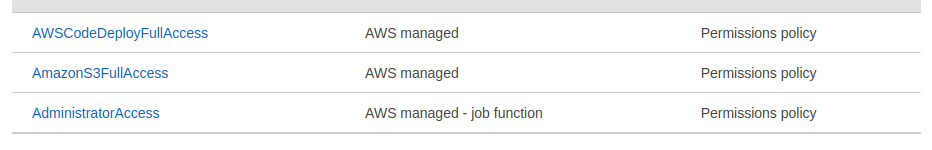 AWSCodeDeployFullAccess AWS managed Permissions policy
AmazonS3FullAccess AWS managed Permissions policy
AdministratorAccess AWS managed - job function Permissions policy